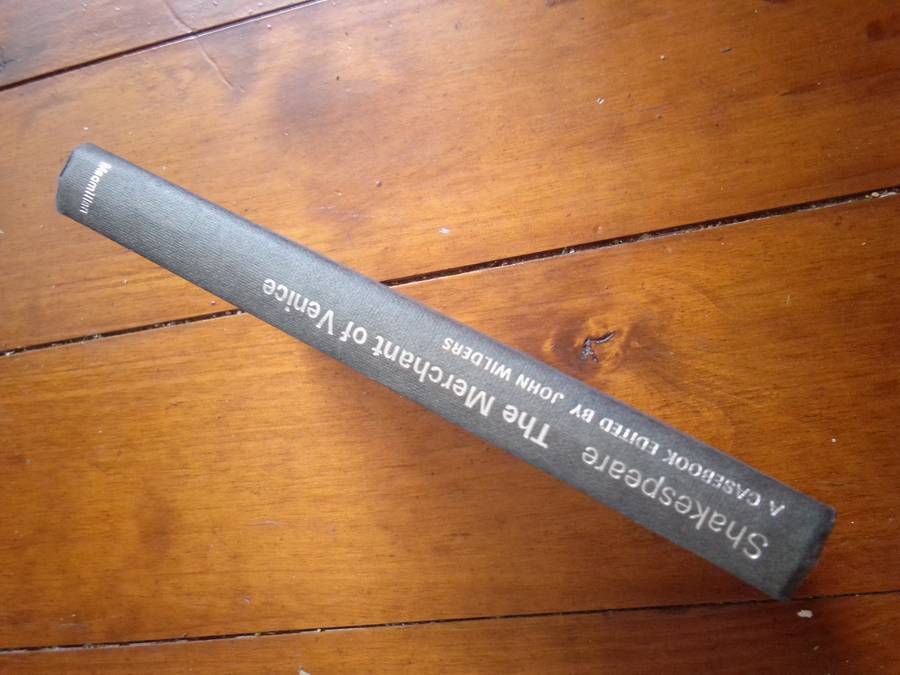 Shakespeare The Merchant of Venice
A CASEBOOK EDITED BY JOHN WILDERS
Macmillan